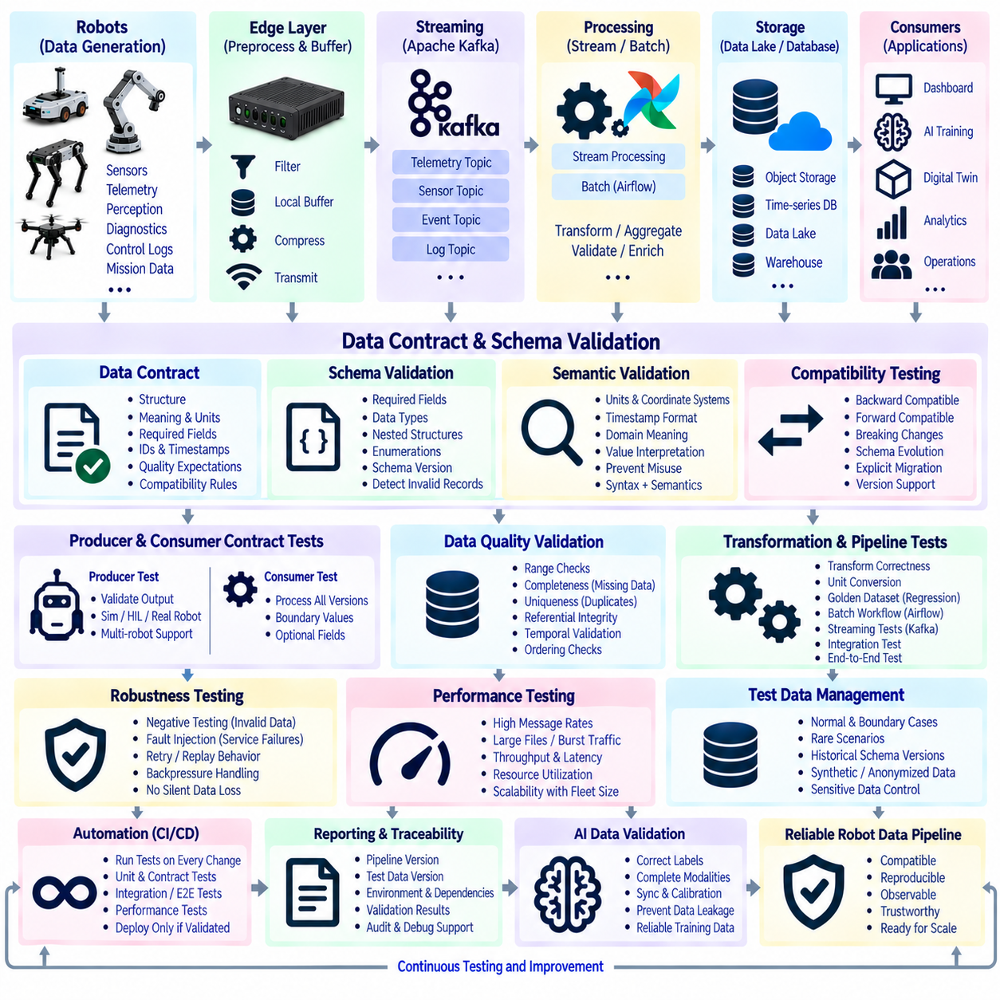 Robots
(Data Generation)
Sensors
Telemetry
Perception
Diagnostics
Control Logs
Mission Data
•••
Edge Layer
(Preprocess & Buffer)
Filter
Local Buffer
Compress
Transmit
Streaming
(Apache Kafka)
kafka
Telemetry Topic
Sensor Topic
Event Topic
Log Topic
•••
Processing
(Stream / Batch)
Stream Processing
Batch (Airflow)
Transform / Aggregate
Validate / Enrich
•••
Storage
(Data Lake / Database)
Object Storage
Time-series DB
Data Lake
Warehouse
•••
Consumers
(Applications)
Dashboard
AI Training
Digital Twin
Analytics
Operations
•••
Data Contract & Schema Validation
Data Contract
• Structure
• Meaning & Units
• Required Fields
• IDs & Timestamps
• Quality Expectations
• Compatibility Rules
Schema Validation
{ }
• Required Fields
• Data Types
• Nested Structures
• Enumerations
• Schema Version
• Detect Invalid Records
Semantic Validation
• Units & Coordinate Systems
• Timestamp Format
• Domain Meaning
• Value Interpretation
• Prevent Misuse
• Syntax + Semantics
Compatibility Testing
• Backward Compatible
• Forward Compatible
• Breaking Changes
• Schema Evolution
• Explicit Migration
• Version Support
Producer & Consumer Contract Tests
Producer Test
• Validate Output
• Sim / HIL / Real Robot
• Multi-robot Support
Consumer Test
• Process All Versions
• Boundary Values
• Optional Fields
Data Quality Validation
• Range Checks
• Completeness (Missing Data)
• Uniqueness (Duplicates)
• Referential Integrity
• Temporal Validation
• Ordering Checks
Transformation & Pipeline Tests
• Transform Correctness
• Unit Conversion
• Golden Dataset (Regression)
• Batch Workflow (Airflow)
• Streaming Tests (Kafka)
• Integration Test
• End-to-End Test
Robustness Testing
• Negative Testing (Invalid Data)
• Fault Injection (Service Failures)
• Retry / Replay Behavior
• Backpressure Handling
• No Silent Data Loss
Performance Testing
• High Message Rates
• Large Files / Burst Traffic
• Throughput & Latency
• Resource Utilization
• Scalability with Fleet Size
Test Data Management
• Normal & Boundary Cases
• Rare Scenarios
• Historical Schema Versions
• Synthetic / Anonymized Data
• Sensitive Data Control
Automation (CI/CD)
• Run Tests on Every Change
• Unit & Contract Tests
• Integration / E2E Tests
• Performance Tests
• Deploy Only if Validated
Reporting & Traceability
• Pipeline Version
• Test Data Version
• Environment & Dependencies
• Validation Results
• Audit & Debug Support
AI Data Validation
• Correct Labels
• Complete Modalities
• Sync & Calibration
• Prevent Data Leakage
• Reliable Training Data
Reliable Robot Data Pipeline
• Compatible
• Reproducible
• Observable
• Trustworthy
• Ready for Scale
Continuous Testing and Improvement